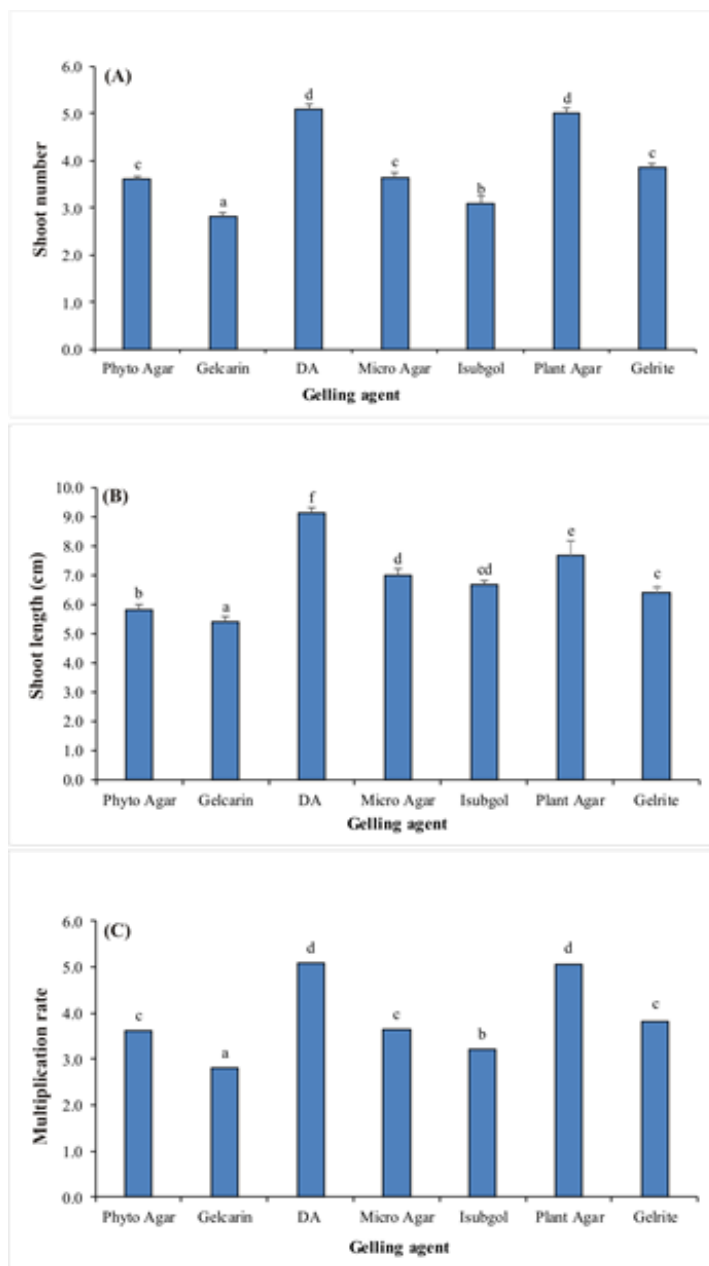 (A)
6.0
5.0
4.0
3.0
2.0
1.0
0.0
Shoot number
c
a
d
c
b
d
c
Phyto Agar Gelcarin DA Micro Agar Isubgol Plant Agar Gelrite
Gelling agent
(B)
10.0
9.0
8.0
7.0
6.0
5.0
4.0
3.0
2.0
1.0
0.0
Shoot length (cm)
b
a
f
d
cd
e
c
Phyto Agar Gelcarin DA Micro Agar Isubgol Plant Agar Gelrite
Gelling agent
(C)
6.0
5.0
4.0
3.0
2.0
1.0
0.0
Multiplication rate
c
a
d
c
b
d
c
Phyto Agar Gelcarin DA Micro Agar Isubgol Plant Agar Gelrite
Gelling agent